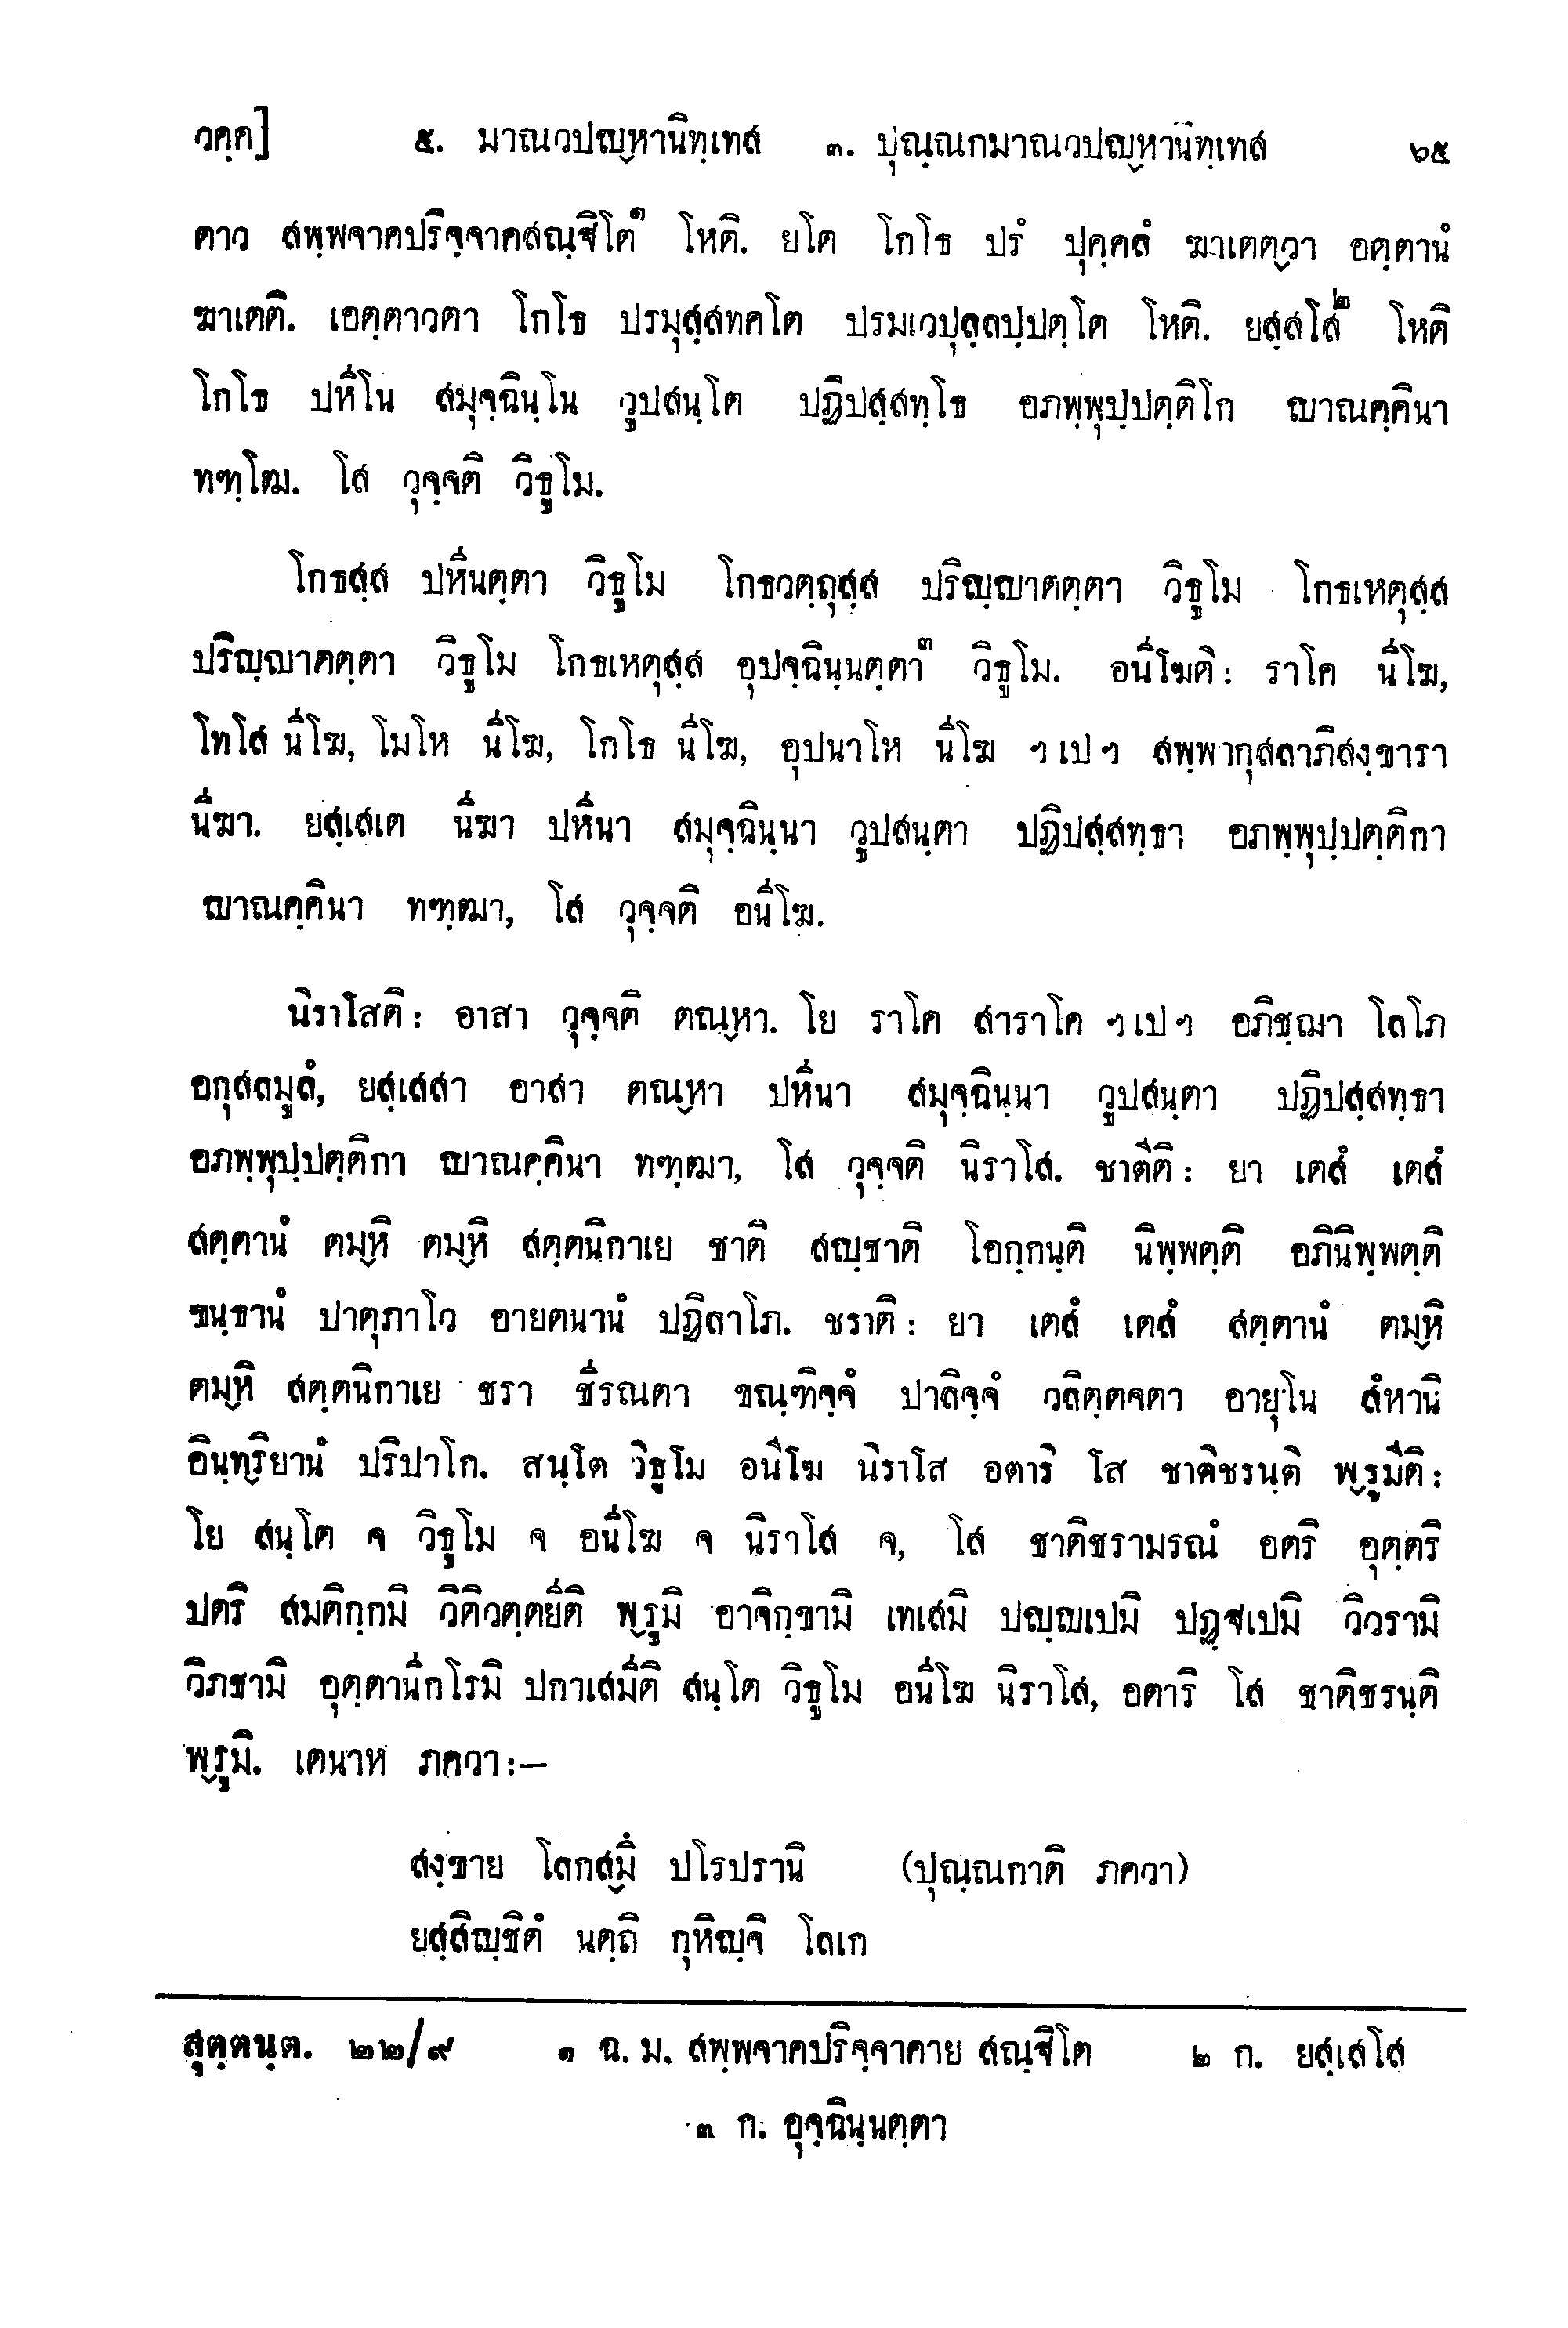 วคฺค]   ๕. มาณวปญฺหานิทฺเทส   ๓. ปุณฺณกมาณวปญฺหานิทฺเทส   ๖๕
ตาว สพฺพจาคปริจฺจาคสณฺฐิโต๑ โหติ. ยโต โกโธ ปรํ ปุคฺคลํ ฆาเตตฺวา อตฺตานํ
ฆาเตติ. เอตฺตาวตา โกโธ ปรมุสฺสทคโต ปรมเวปุลฺลปฺปตฺโต โหติ. ยสฺสโส๒ โหติ
โกโธ ปหีโน สมุจฺฉินฺโน วูปสนฺโต ปฏิปสฺสทฺโธ อภพฺพุปฺปตฺติโก ญาณคฺคินา
ทฑฺโฒ. โส วุจฺจติ วิธูโม.
โกธสฺส ปหีนตฺตา วิธูโม โกธวตฺถุสฺส ปริญฺญาตตฺตา วิธูโม โกธเหตุสฺส
ปริญฺญาตตฺตา วิธูโม โกธเหตุสฺส อุปจฺฉินฺนตฺตา๓ วิธูโม. อนีโฆติ: ราโค นีโฆ,
โทโส นีโฆ, โมโห นีโฆ, โกโธ นีโฆ, อุปนาโห นีโฆ ฯเปฯ สพฺพากุสลาภิสงฺขารา
นีฆา. ยสฺเสเต นีฆา ปหีนา สมุจฺฉินฺนา วูปสนฺตา ปฏิปสฺสทฺธา อภพฺพุปฺปตฺติกา
ญาณคฺคินา ทฑฺฒา, โส วุจฺจติ อนีโฆ.
นิราโสติ: อาสา วุจฺจติ ตณฺหา. โย ราโค สาราโค ฯเปฯ อภิชฺฌา โลโภ
อกุสลมูลํ, ยสฺเสสา อาสา ตณฺหา ปหีนา สมุจฺฉินฺนา วูปสนฺตา ปฏิปสฺสทฺธา
อภพฺพุปฺปตฺติกา ญาณคฺคินา ทฑฺฒา, โส วุจฺจติ นิราโส. ชาตีติ: ยา เตสํ เตสํ
สตฺตานํ ตมฺหิ ตมฺหิ สตฺตนิกาเย ชาติ สญฺชาติ โอกฺกนฺติ นิพฺพตฺติ อภินิพฺพตฺติ
ขนฺธานํ ปาตุภาโว อายตนานํ ปฏิลาโภ. ชราติ: ยา เตสํ เตสํ สตฺตานํ ตมฺหิ
ตมฺหิ สตฺตนิกาเย ชรา ชีรณตา ขณฺฑิจฺจํ ปาลิจฺจํ วลิตฺตจตา อายุโน สํหานิ
อินฺทฺริยานํ ปริปาโก. สนฺโต วิธูโม อนีโฆ นิราโส อตาริ โส ชาติชรนฺติ พฺรูมีติ:
โย สนฺโต จ วิธูโม จ อนีโฆ จ นิราโส จ, โส ชาติชรามรณํ อตริ อุตฺตริ
ปตริ สมติกฺกมิ วีติวตฺตยีติ พฺรูมิ อาจิกฺขามิ เทเสมิ ปญฺญเปมิ ปฏฺฐเปมิ วิวรามิ
วิภชามิ อุตฺตานีกโรมิ ปกาเสมีติ สนฺโต วิธูโม อนีโฆ นิราโส, อตาริ โส ชาติชรนฺติ
พฺรูมิ. เตนาห ภควา:—
สงฺขาย โลกสฺมึ ปโรปรานิ   (ปุณฺณกาติ ภควา)
ยสฺสิญฺชิตํ นตฺถิ กุหิญฺจิ โลเก
สุตฺตนฺต. ๒๒/๙   ๑ ฉ. ม. สพฺพจาคปริจฺจาคาย สณฺฐิโต   ๒ ก. ยสฺเสโส
๓ ก. อุจฺฉินฺนตฺตา